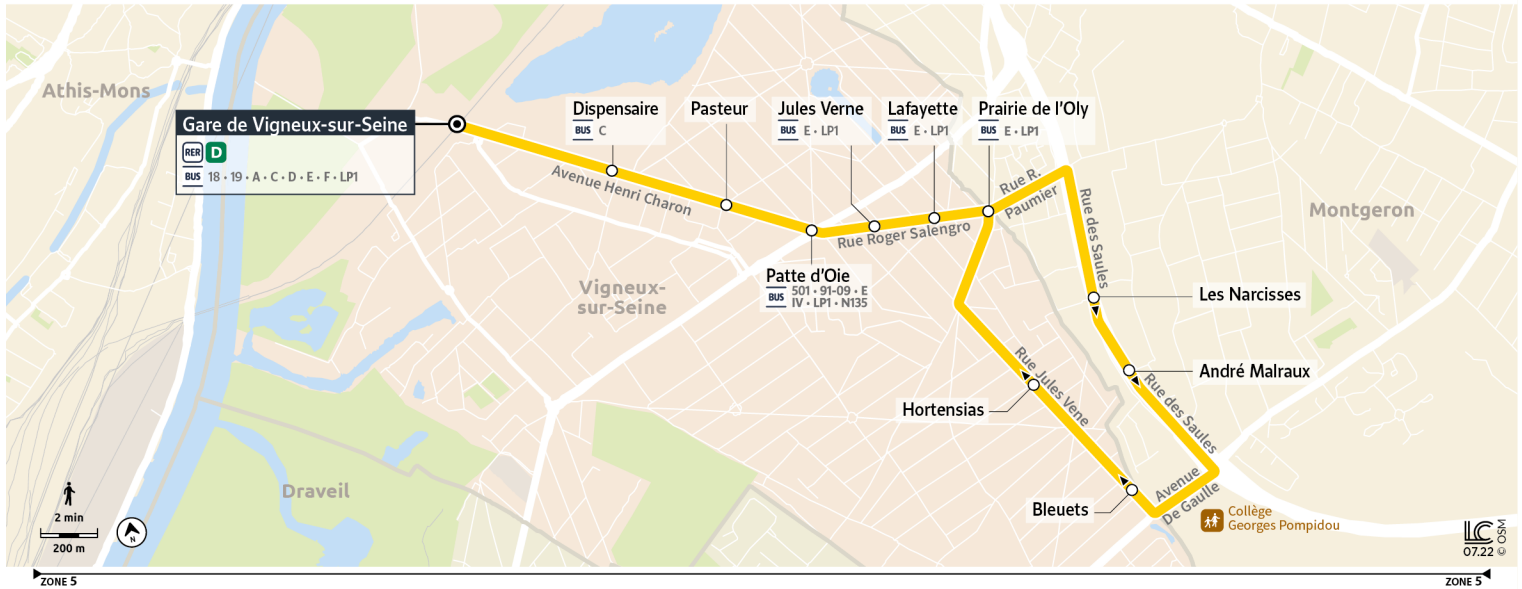 Athis-Mons
Gare de Vigneux-sur-Seine
RER D
BUS 18 • 19 • A • C • D • E • F • LP1
Dispensaire
BUS C
Pasteur
Jules Verne
BUS E • LP1
Lafayette
BUS E • LP1
Prairie de l'Oly
BUS E • LP1
Avenue Henri Charon
Rue Roger Salengro
Rue R.
Paumier
Rue des Saules
Montgeron
Patte d'Oie
BUS 501 • 91-09 • E
IV • LP1 • N135
Vigneux-
sur-Seine
Les Narcisses
André Malraux
Rue des Saules
Rue Jules Vene
Hortensias
Bleuets
Avenue
De Gaulle
Collège
Georges Pompidou
Draveil
2 min
200 m
N
LC
07.22 © OSM
ZONE 5
ZONE 5